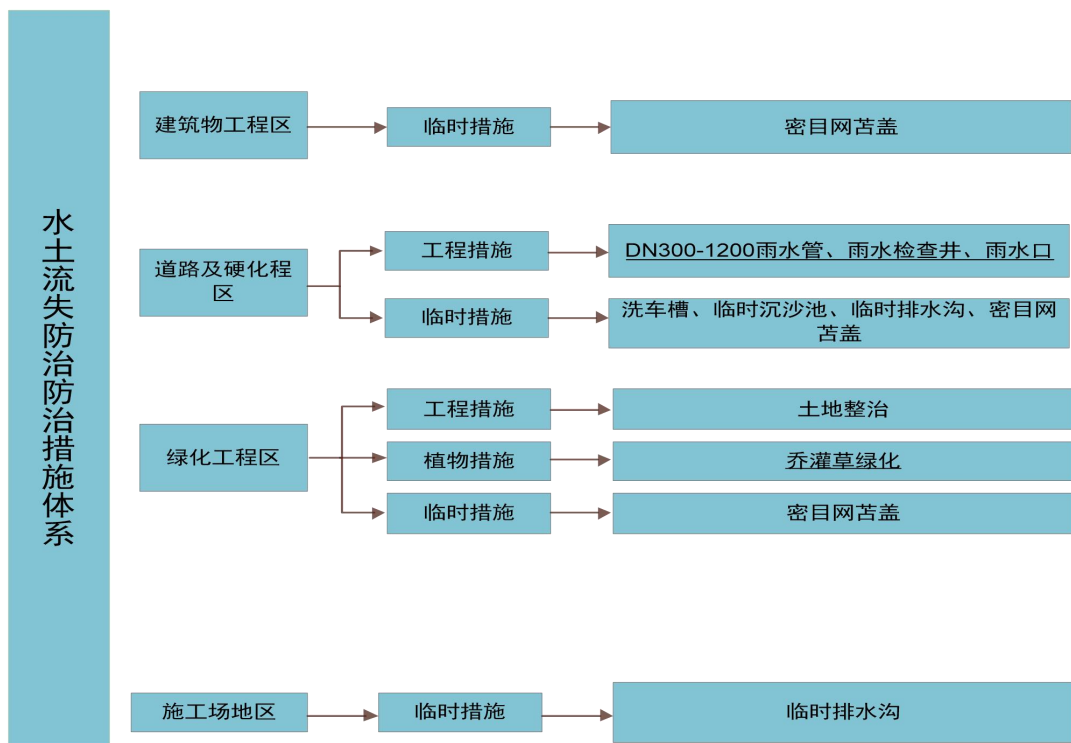 水土流失防治防治措施体系
建筑物工程区
临时措施
密目网苫盖
道路及硬化程
区
工程措施
DN300-1200雨水管、雨水检查井、雨水口
临时措施
洗车槽、临时沉沙池、临时排水沟、密目网
苫盖
绿化工程区
工程措施
土地整治
植物措施
乔灌草绿化
临时措施
密目网苫盖
施工场地区
临时措施
临时排水沟